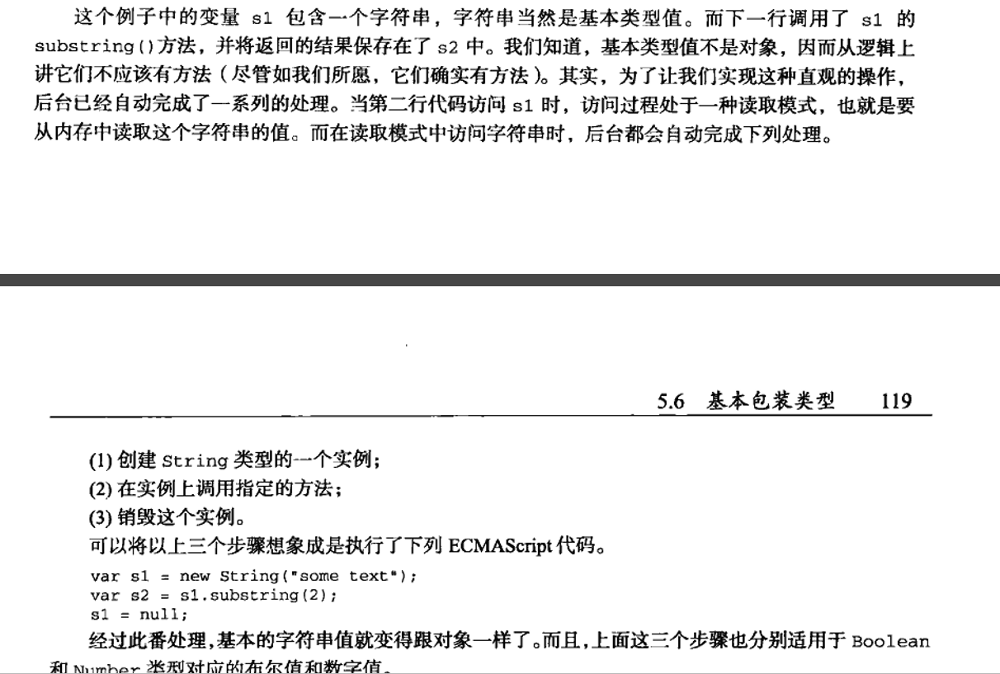 这个例子中的变量 s1 包含一个字符串，字符串当然是基本类型值。而下一行调用了 s1 的
substring()方法，并将返回的结果保存在了 s2 中。我们知道，基本类型值不是对象，因而从逻辑上
讲它们不应该有方法（尽管如我们所愿，它们确实有方法）。其实，为了让我们实现这种直观的操作，
后台已经自动完成了一系列的处理。当第二行代码访问 s1 时，访问过程处于一种读取模式，也就是要
从内存中读取这个字符串的值。而在读取模式中访问字符串时，后台都会自动完成下列处理。
5.6 基本包装类型 119
(1) 创建 String 类型的一个实例；
(2) 在实例上调用指定的方法；
(3) 销毁这个实例。
可以将以上三个步骤想象成是执行了下列 ECMAScript 代码。
var s1 = new String("some text");
var s2 = s1.substring(2);
s1 = null;
经过此番处理，基本的字符串值就变得跟对象一样了。而且，上面这三个步骤也分别适用于 Boolean
和 Number 类型对应的布尔值和数字值。